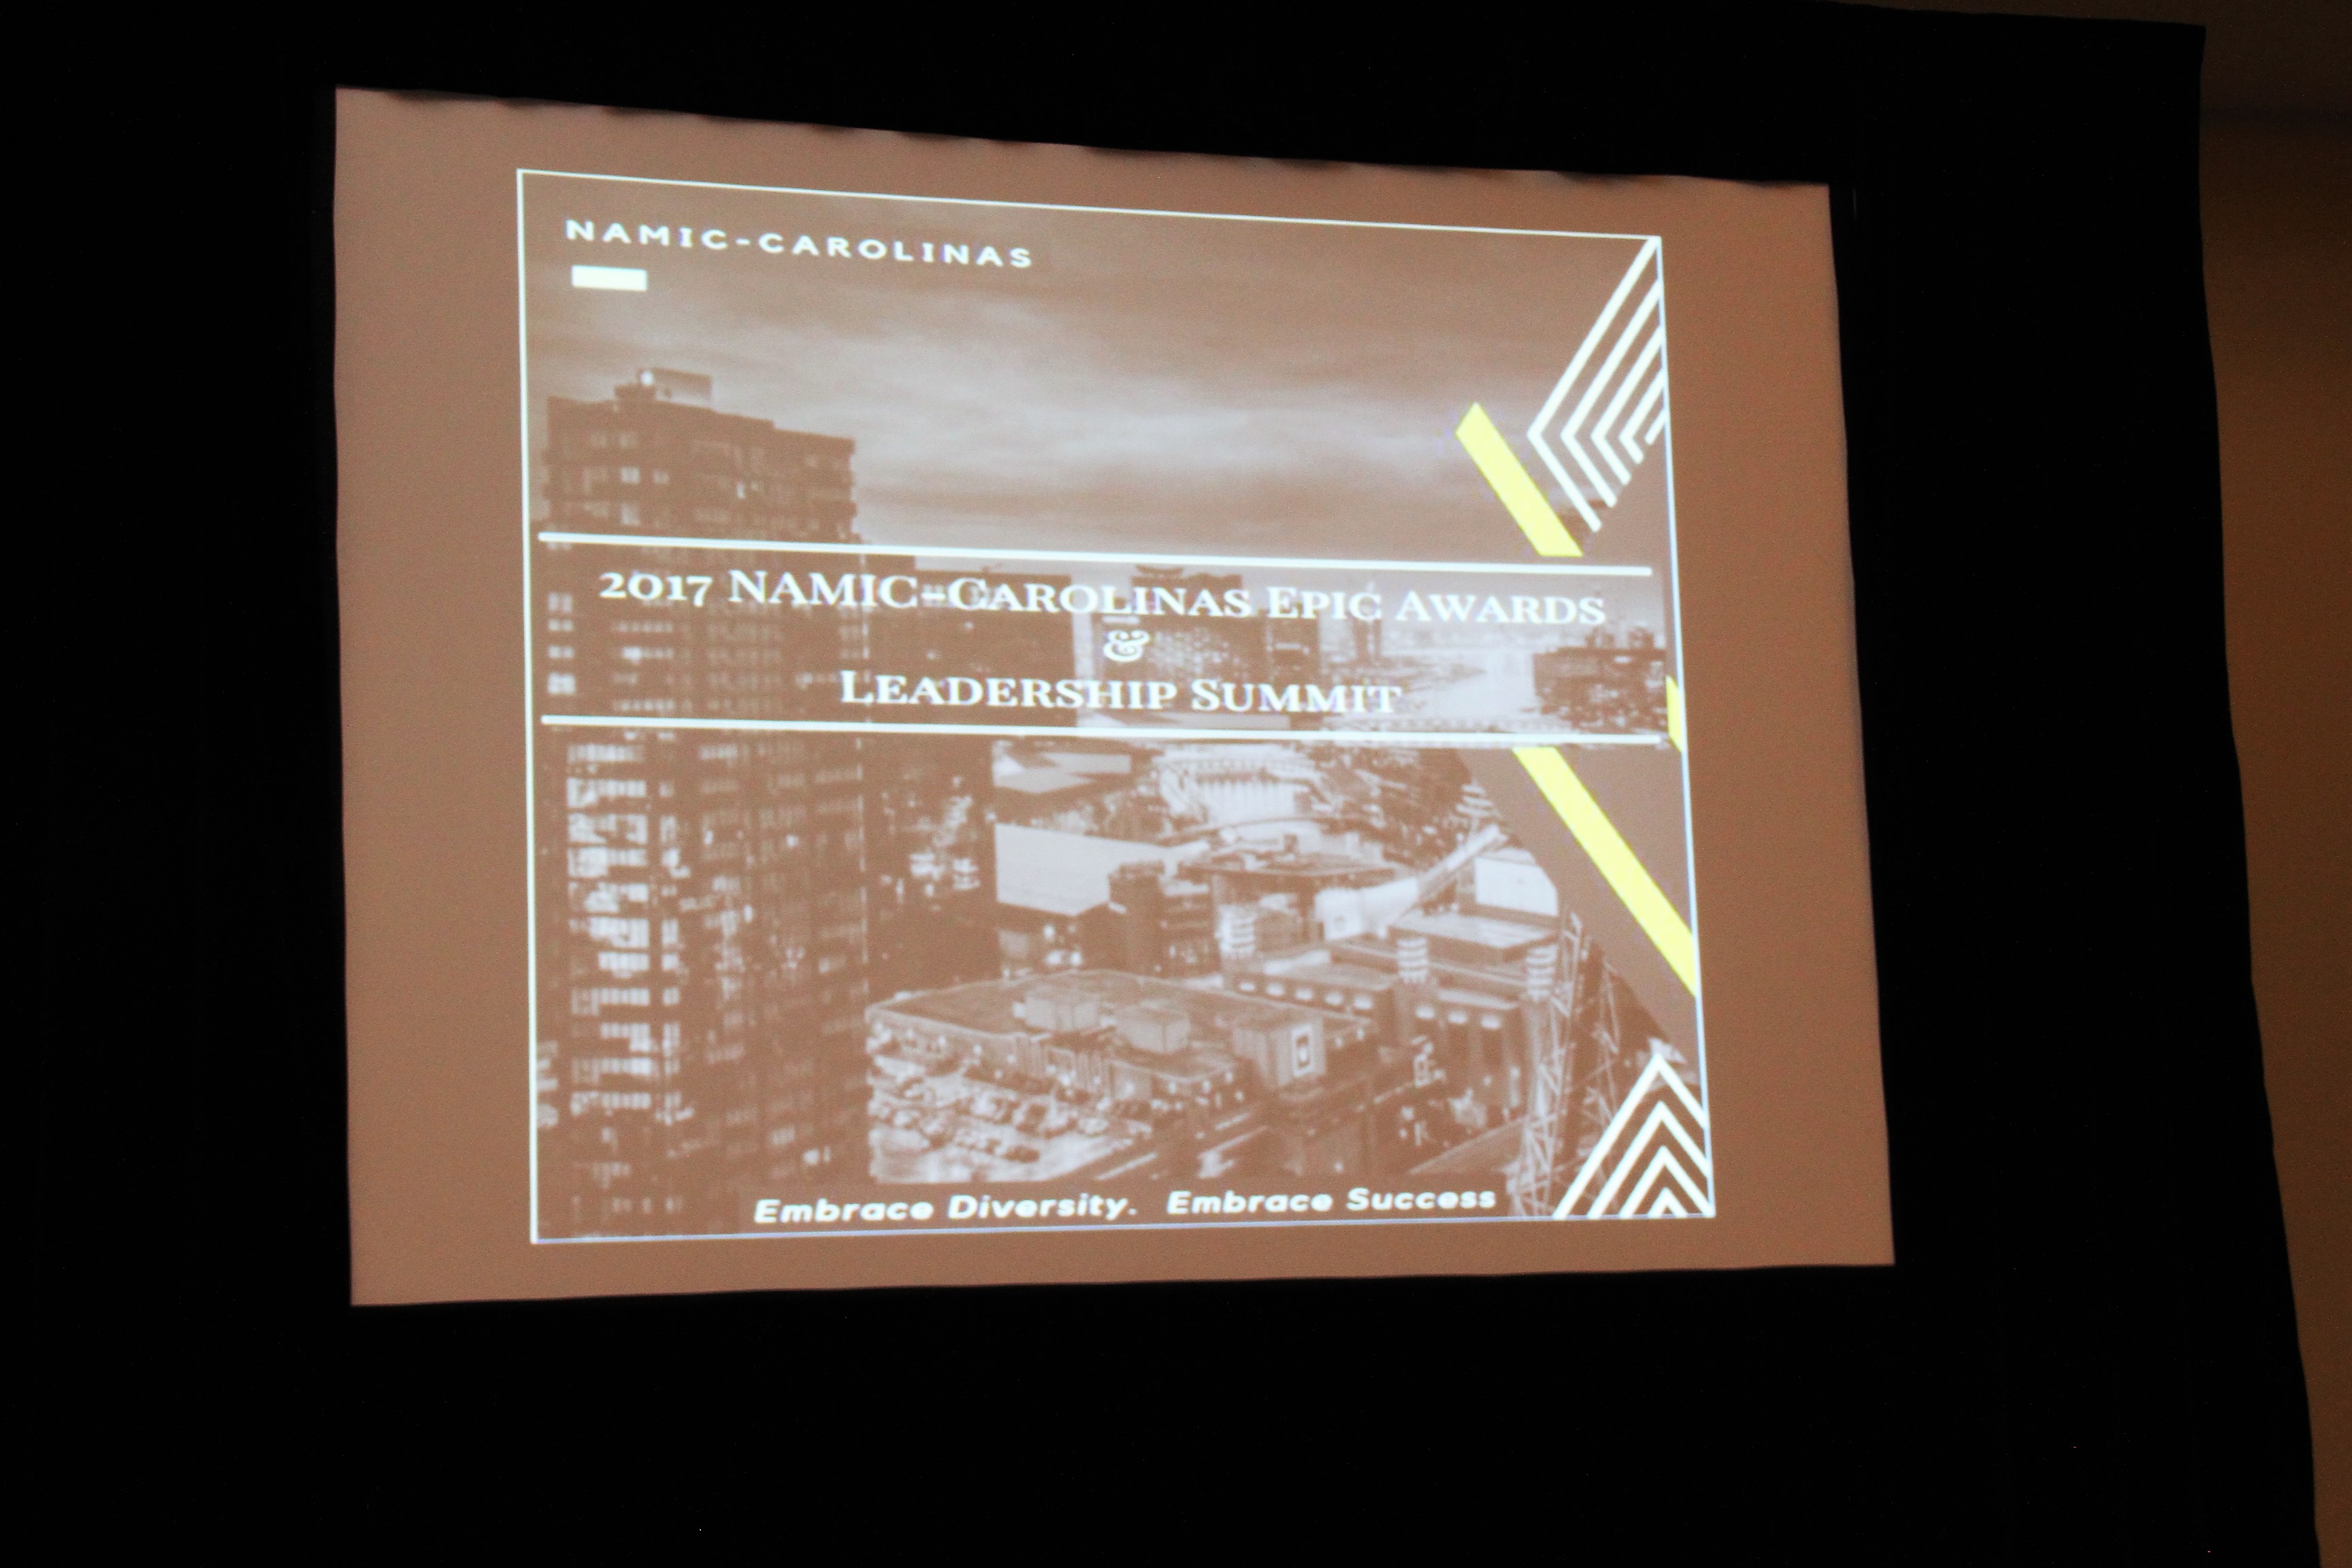 NAMIC-CAROLINAS
2017 NAMIC-CAROLINAS EPIC AWARDS
&
LEADERSHIP SUMMIT
Embrace Diversity. Embrace Success